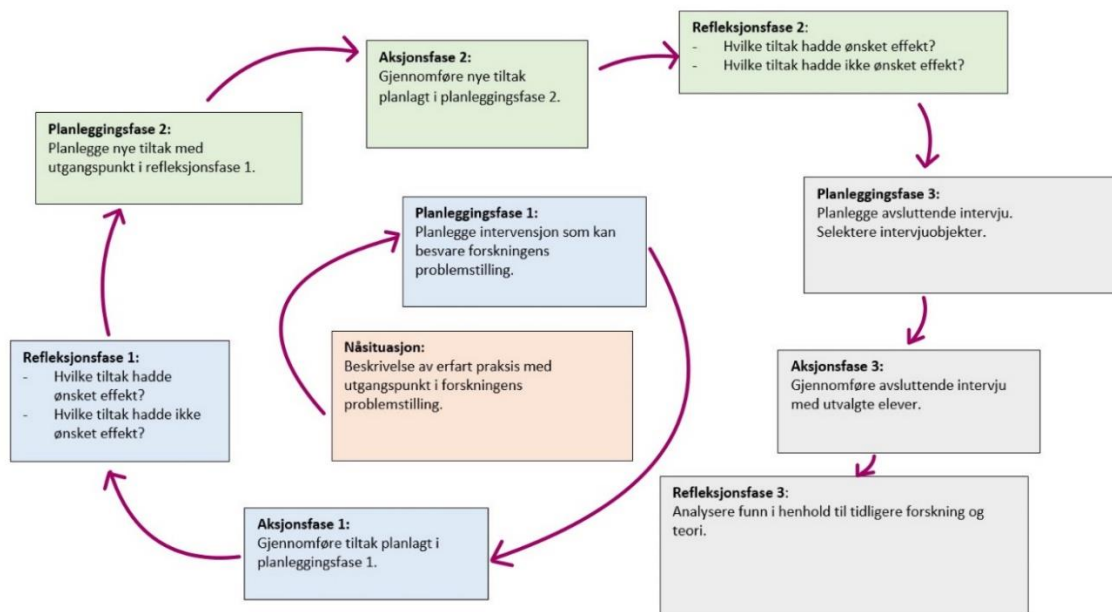 Nåsituasjon:
Beskrivelse av erfart praksis med
utgangspunkt i forskningens
problemstilling.
Planleggingsfase 1:
Planlegge intervensjon som kan
besvare forskningens
problemstilling.
Aksjonsfase 1:
Gjennomføre tiltak planlagt i
planleggingsfase 1.
Refleksjonsfase 1:
- Hvilke tiltak hadde
ønsket effekt?
- Hvilke tiltak hadde ikke
ønsket effekt?
Planleggingsfase 2:
Planlegge nye tiltak med
utgangspunkt i refleksjonsfase 1.
Aksjonsfase 2:
Gjennomføre nye tiltak
planlagt i planleggingsfase 2.
Refleksjonsfase 2:
- Hvilke tiltak hadde ønsket effekt?
- Hvilke tiltak hadde ikke ønsket effekt?
Planleggingsfase 3:
Planlegge avsluttende intervju.
Selektere intervjuobjekter.
Aksjonsfase 3:
Gjennomføre avsluttende intervju
med utvalgte elever.
Refleksjonsfase 3:
Analysere funn i henhold til tidligere forskning og
teori.